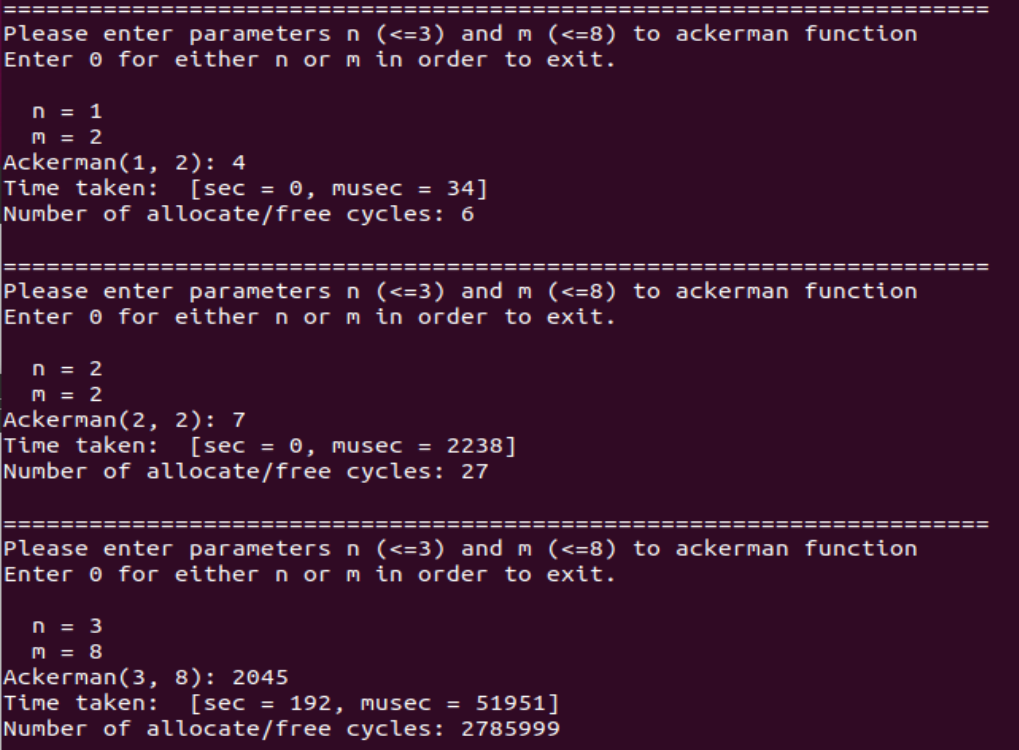 =====================================================================
Please enter parameters n (<=3) and m (<=8) to ackerman function
Enter 0 for either n or m in order to exit.
n = 1
m = 2
Ackerman(1, 2): 4
Time taken:  [sec = 0, musec = 34]
Number of allocate/free cycles: 6
=====================================================================
Please enter parameters n (<=3) and m (<=8) to ackerman function
Enter 0 for either n or m in order to exit.
n = 2
m = 2
Ackerman(2, 2): 7
Time taken:  [sec = 0, musec = 2238]
Number of allocate/free cycles: 27
=====================================================================
Please enter parameters n (<=3) and m (<=8) to ackerman function
Enter 0 for either n or m in order to exit.
n = 3
m = 8
Ackerman(3, 8): 2045
Time taken:  [sec = 192, musec = 51951]
Number of allocate/free cycles: 2785999